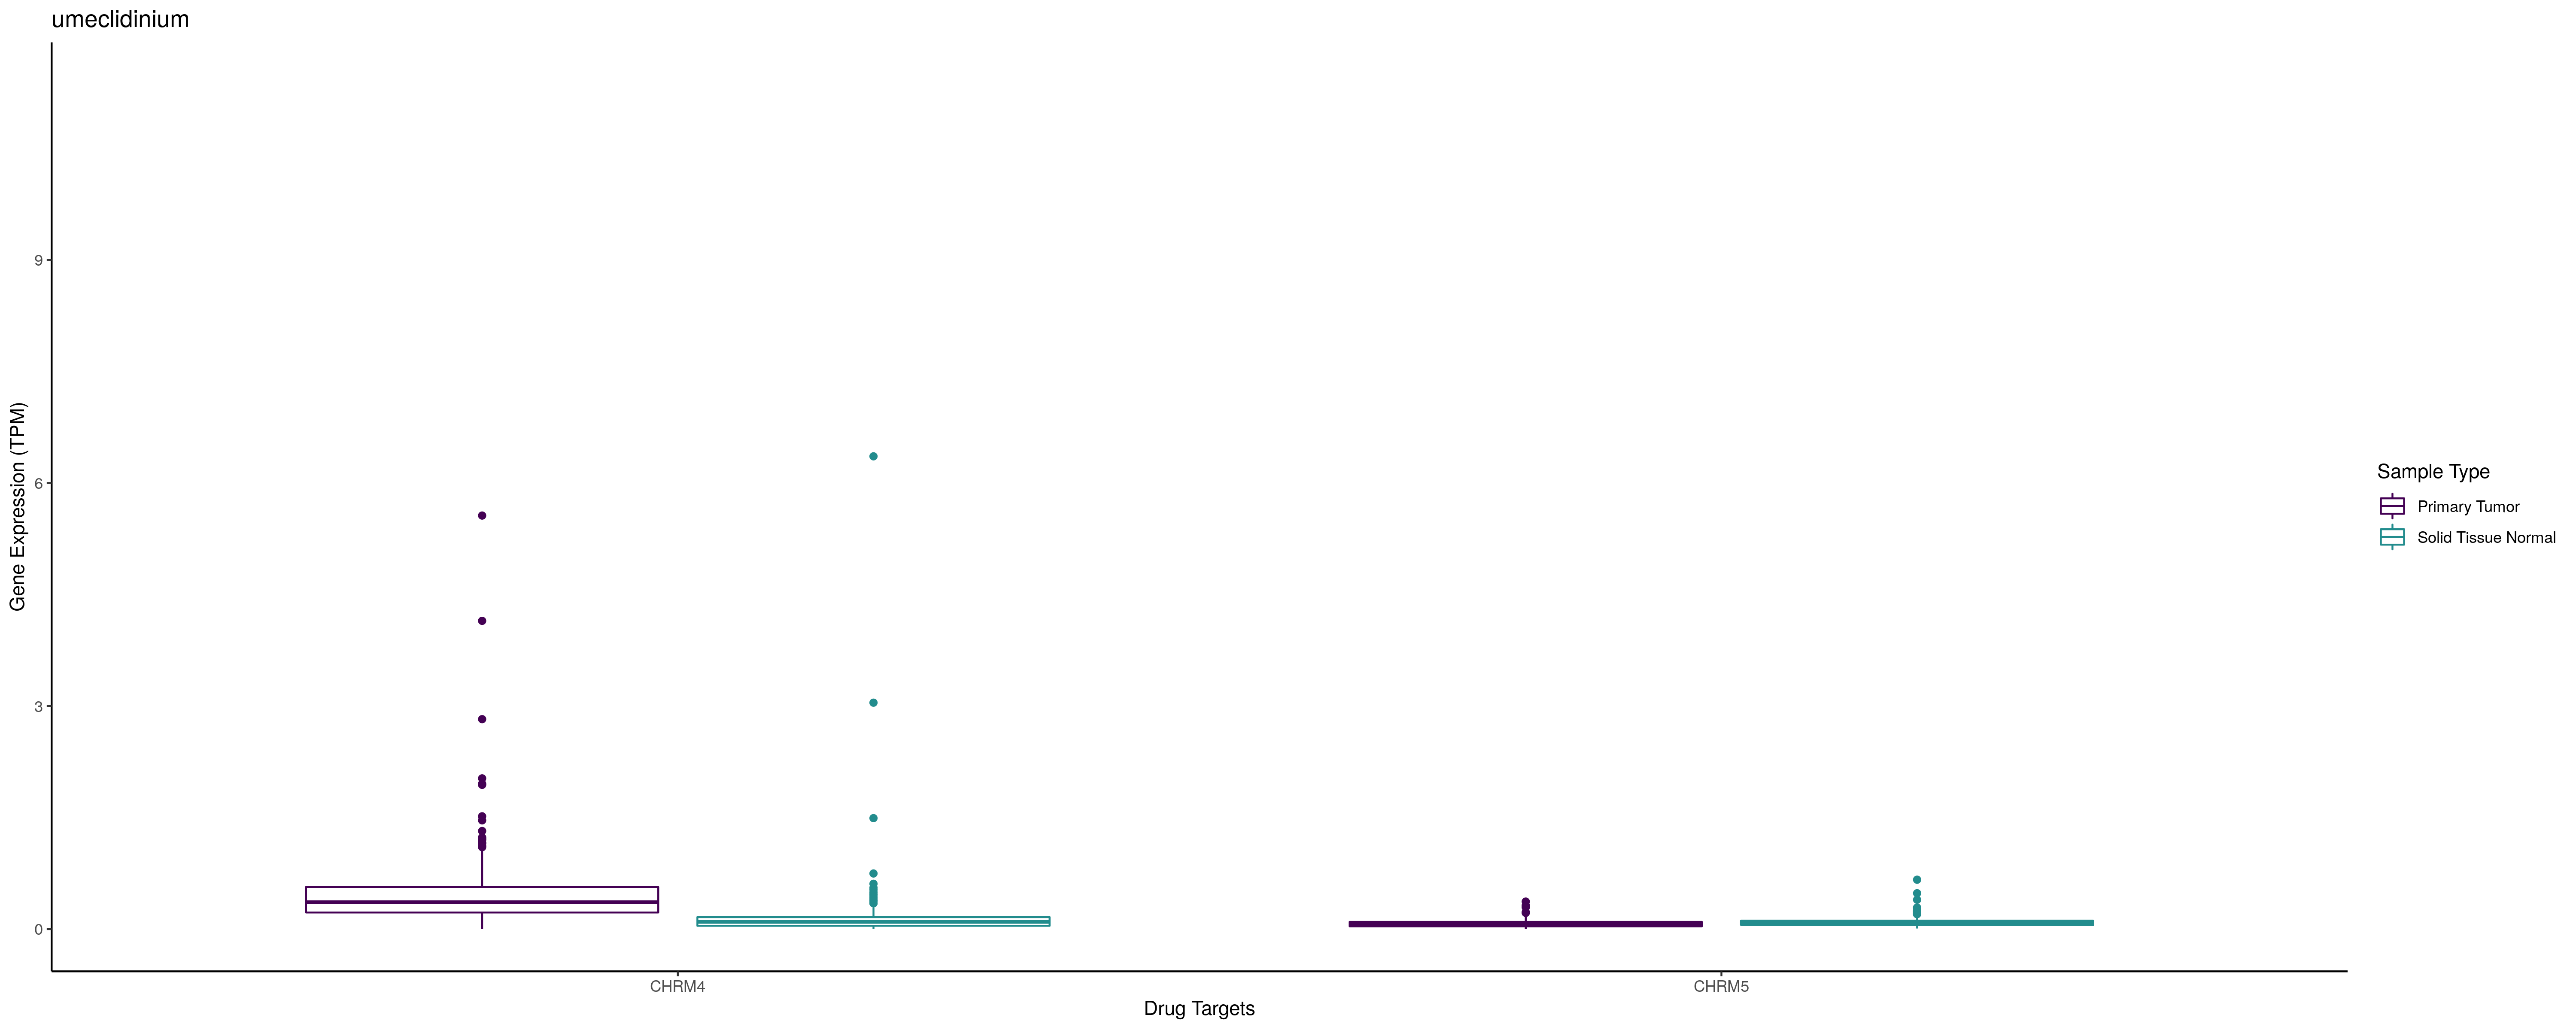 umeclidinium
Gene Expression (TPM)
9
6
3
0
CHRM4
CHRM5
Drug Targets
Sample Type
Primary Tumor
Solid Tissue Normal